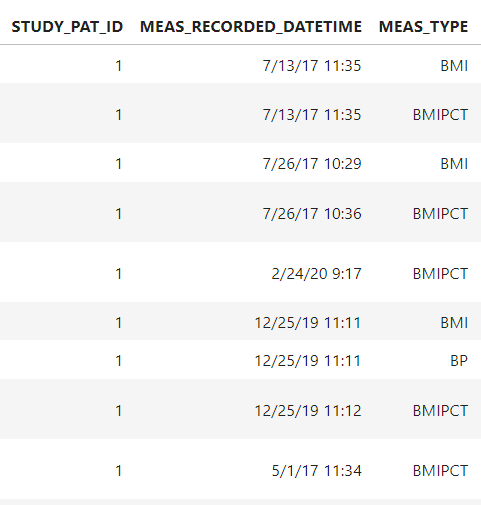 STUDY_PAT_ID MEAS_RECORDED_DATETIME MEAS_TYPE
1 7/13/17 11:35 BMI
1 7/13/17 11:35 BMIPCT
1 7/26/17 10:29 BMI
1 7/26/17 10:36 BMIPCT
1 2/24/20 9:17 BMIPCT
1 12/25/19 11:11 BMI
1 12/25/19 11:11 BP
1 12/25/19 11:12 BMIPCT
1 5/1/17 11:34 BMIPCT